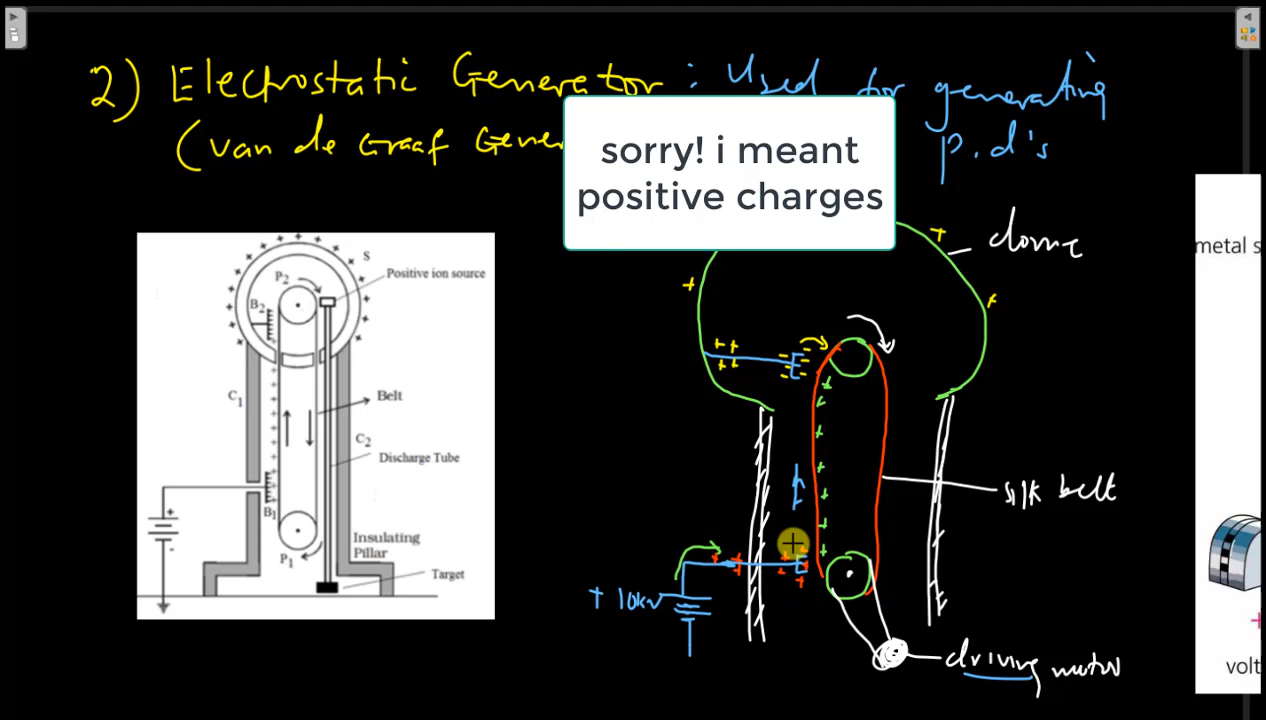 2) Electrostatic Generator : Used for generating
(van de Graaf Gener
p.d's
sorry! i meant
positive charges
S
Positive ion source
P2
B2
C1
Belt
C2
Discharge Tube
B1
Insulating
Pillar
P1
Target
dome
silk belt
+ 10kv
driving motor
metal s
volt